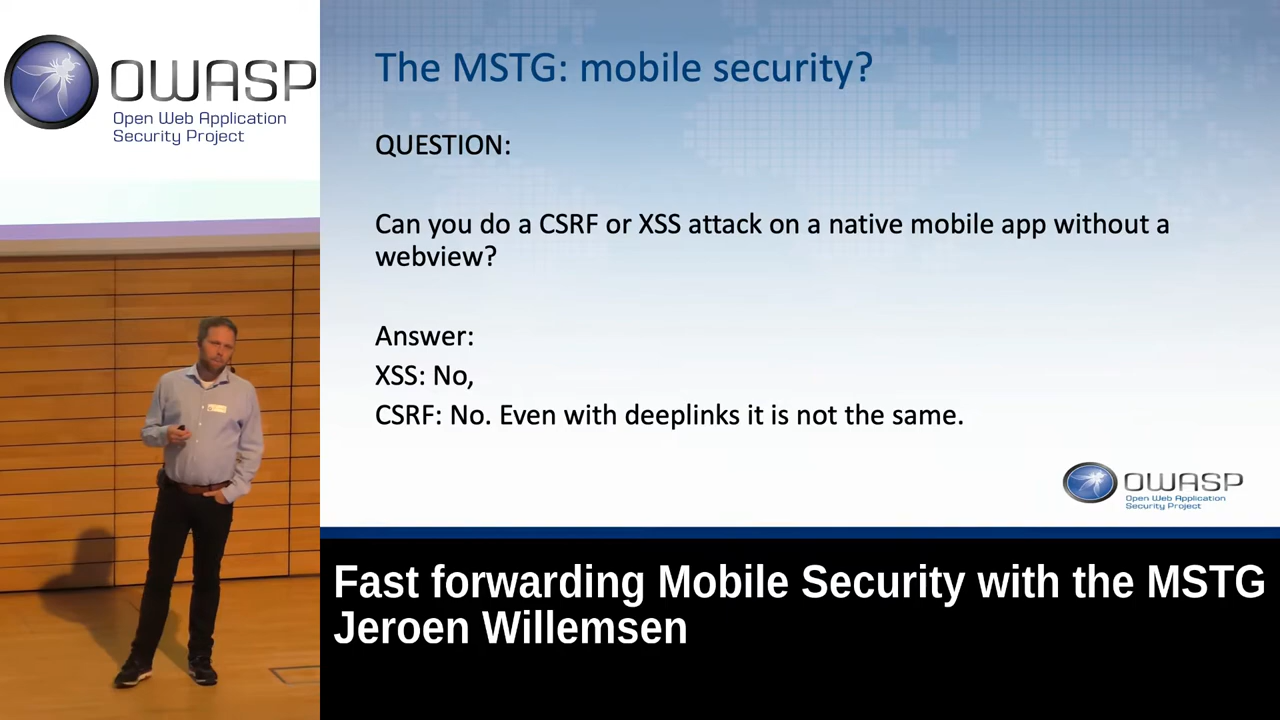 OWASP
Open Web Application
Security Project
The MSTG: mobile security?
QUESTION:
Can you do a CSRF or XSS attack on a native mobile app without a
webview?
Answer:
XSS: No,
CSRF: No. Even with deeplinks it is not the same.
OWASP
Open Web Application
Security Project
Fast forwarding Mobile Security with the MSTG
Jeroen Willemsen